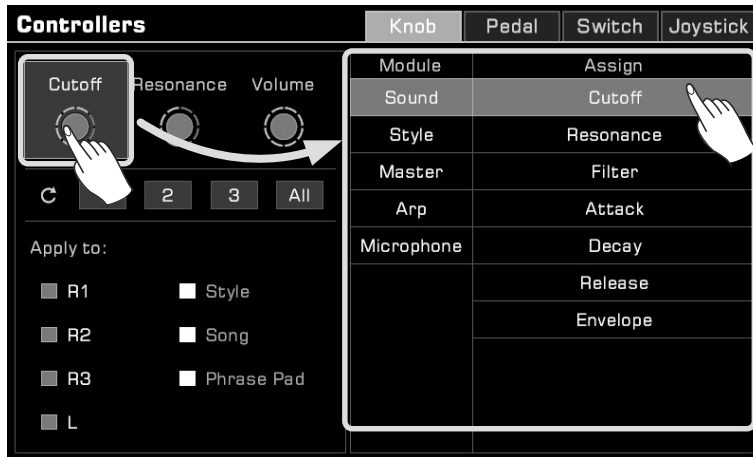 Controllers
Knob Pedal Switch Joystick
Cutoff Resonance Volume
2 3 All
Apply to:
R1 Style
R2 Song
R3 Phrase Pad
L
Module Assign
Sound Cutoff
Style Resonance
Master Filter
Arp Attack
Microphone Decay
Release
Envelope